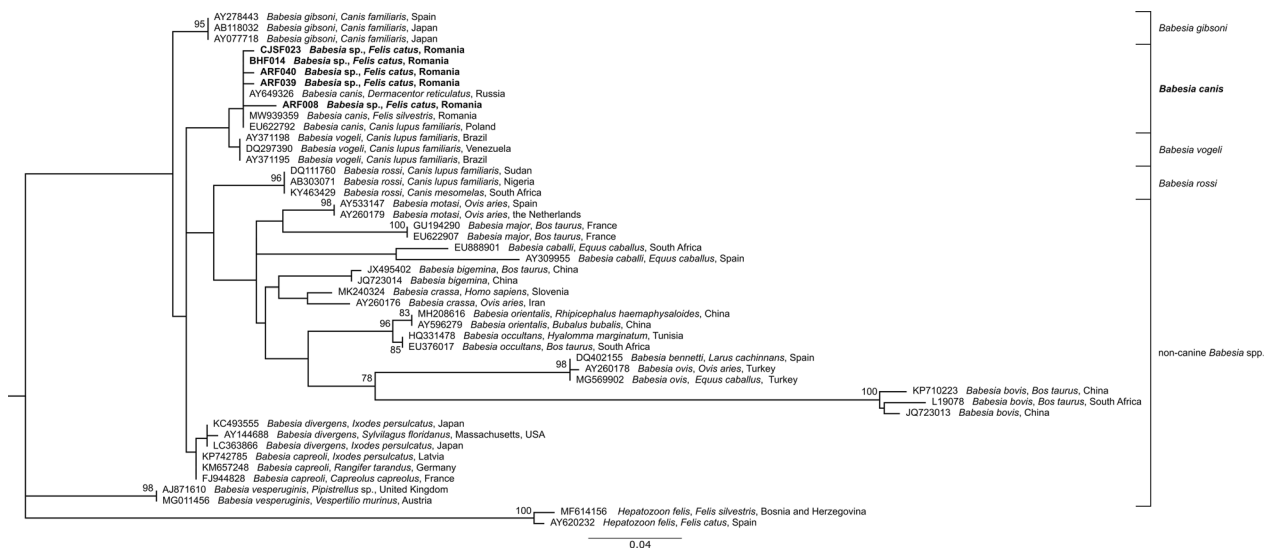 95
AY278443 Babesia gibsoni, Canis familiaris, Spain
AB118032 Babesia gibsoni, Canis familiaris, Japan
AY077718 Babesia gibsoni, Canis familiaris, Japan
Babesia gibsoni
CJSF023 Babesia sp., Felis catus, Romania
BHF014 Babesia sp., Felis catus, Romania
ARF040 Babesia sp., Felis catus, Romania
ARF039 Babesia sp., Felis catus, Romania
AY649326 Babesia canis, Dermacentor reticulatus, Russia
ARF008 Babesia sp., Felis catus, Romania
MW939359 Babesia canis, Felis silvestris, Romania
EU622792 Babesia canis, Canis lupus familiaris, Poland
Babesia canis
AY371198 Babesia vogeli, Canis lupus familiaris, Brazil
DQ297390 Babesia vogeli, Canis lupus familiaris, Venezuela
AY371195 Babesia vogeli, Canis lupus familiaris, Brazil
Babesia vogeli
96
DQ111760 Babesia rossi, Canis lupus familiaris, Sudan
AB303071 Babesia rossi, Canis lupus familiaris, Nigeria
KY463429 Babesia rossi, Canis mesomelas, South Africa
Babesia rossi
98
AY533147 Babesia motasi, Ovis aries, Spain
AY260179 Babesia motasi, Ovis aries, the Netherlands
100
GU194290 Babesia major, Bos taurus, France
EU622907 Babesia major, Bos taurus, France
EU888901 Babesia caballi, Equus caballus, South Africa
AY309955 Babesia caballi, Equus caballus, Spain
JX495402 Babesia bigemina, Bos taurus, China
JQ723014 Babesia bigemina, China
MK240324 Babesia crassa, Homo sapiens, Slovenia
AY260176 Babesia crassa, Ovis aries, Iran
96
83
MH208616 Babesia orientalis, Rhipicephalus haemaphysaloides, China
AY596279 Babesia orientalis, Bubalus bubalis, China
HQ331478 Babesia occultans, Hyalomma marginatum, Tunisia
85
EU376017 Babesia occultans, Bos taurus, South Africa
78
98
DQ402155 Babesia bennetti, Larus cachinnans, Spain
AY260178 Babesia ovis, Ovis aries, Turkey
MG569902 Babesia ovis, Equus caballus, Turkey
100
KP710223 Babesia bovis, Bos taurus, China
L19078 Babesia bovis, Bos taurus, South Africa
JQ723013 Babesia bovis, China
non-canine Babesia spp.
KC493555 Babesia divergens, Ixodes persulcatus, Japan
AY144688 Babesia divergens, Sylvilagus floridanus, Massachusetts, USA
LC363866 Babesia divergens, Ixodes persulcatus, Japan
KP742785 Babesia capreoli, Ixodes persulcatus, Latvia
KM657248 Babesia capreoli, Rangifer tarandus, Germany
FJ944828 Babesia capreoli, Capreolus capreolus, France
98
AJ871610 Babesia vesperuginis, Pipistrellus sp., United Kingdom
MG011456 Babesia vesperuginis, Vespertilio murinus, Austria
100
MF614156 Hepatozoon felis, Felis silvestris, Bosnia and Herzegovina
AY620232 Hepatozoon felis, Felis catus, Spain
0.04